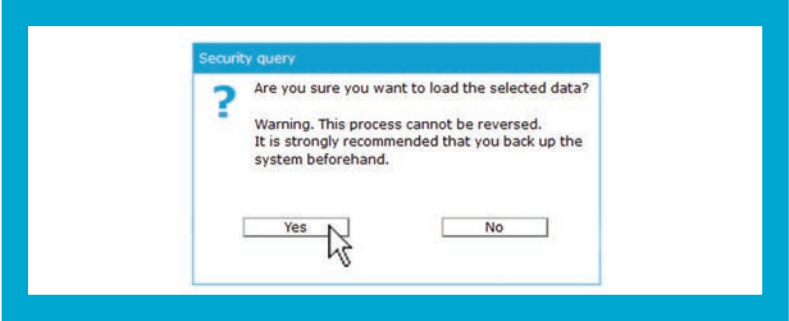 Security query
?
Are you sure you want to load the selected data?
Warning. This process cannot be reversed.
It is strongly recommended that you back up the
system beforehand.
Yes
No